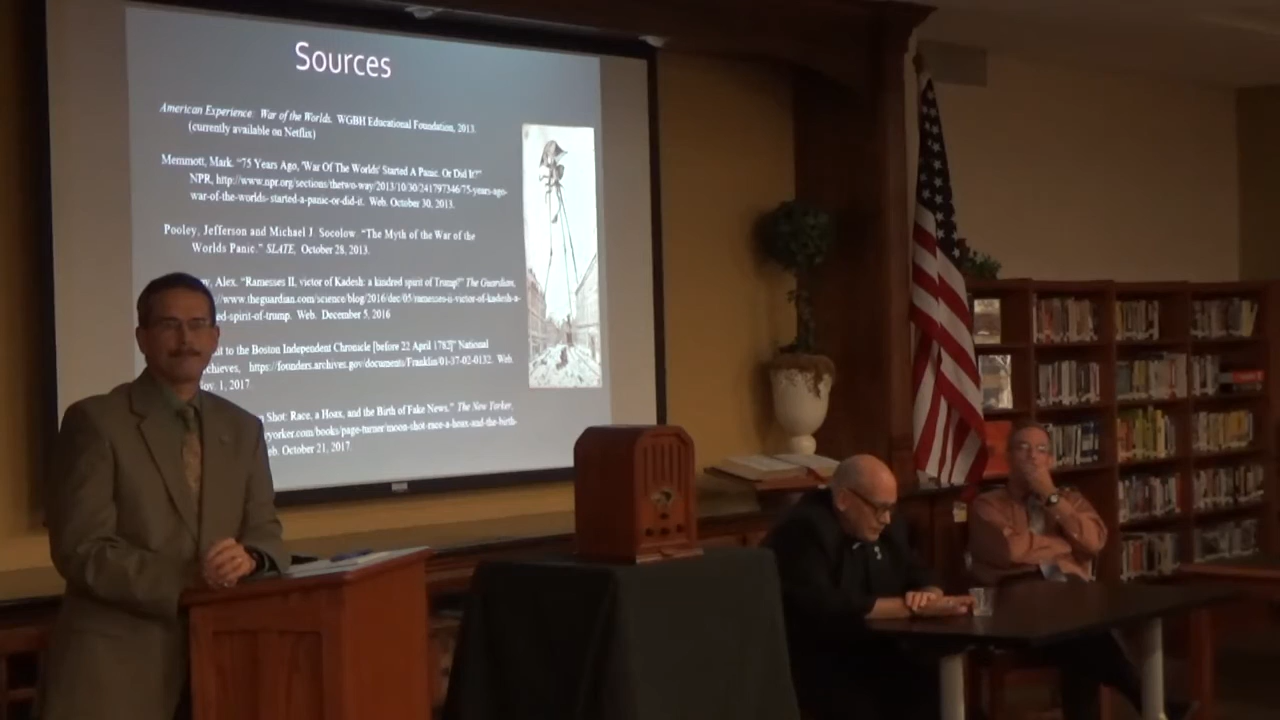 Sources
American Experience: War of the Worlds. WGBH Educational Foundation, 2013.
(currently available on Netflix)
Memmott, Mark. "75 Years Ago, 'War Of The Worlds' Started A Panic. Or Did It?"
NPR, http://www.npr.org/sections/thetwo-way/2013/10/30/241797346/75-years-ago-
war-of-the-worlds-started-a-panic-or-did-it. Web. October 30, 2013.
Pooley, Jefferson and Michael J. Socolow. "The Myth of the War of the
Worlds Panic." SLATE, October 28, 2013.
Alex. "Ramesses II, victor of Kadesh: a kindred spirit of Trump?" The Guardian,
/www.theguardian.com/science/blog/2016/dec/05/ramesses-ii-victor-of-kadesh-a-
ed-spirit-of-trump. Web. December 5, 2016
to the Boston Independent Chronicle [before 22 April 1782]" National
chieves, https://founders.archives.gov/documents/Franklin/01-37-02-0132. Web.
Nov. 1, 2017.
Shot: Race, a Hoax, and the Birth of Fake News." The New Yorker,
yorker.com/books/page-turner/moon-shot-race-a-hoax-and-the-birth-
eb. October 21, 2017.